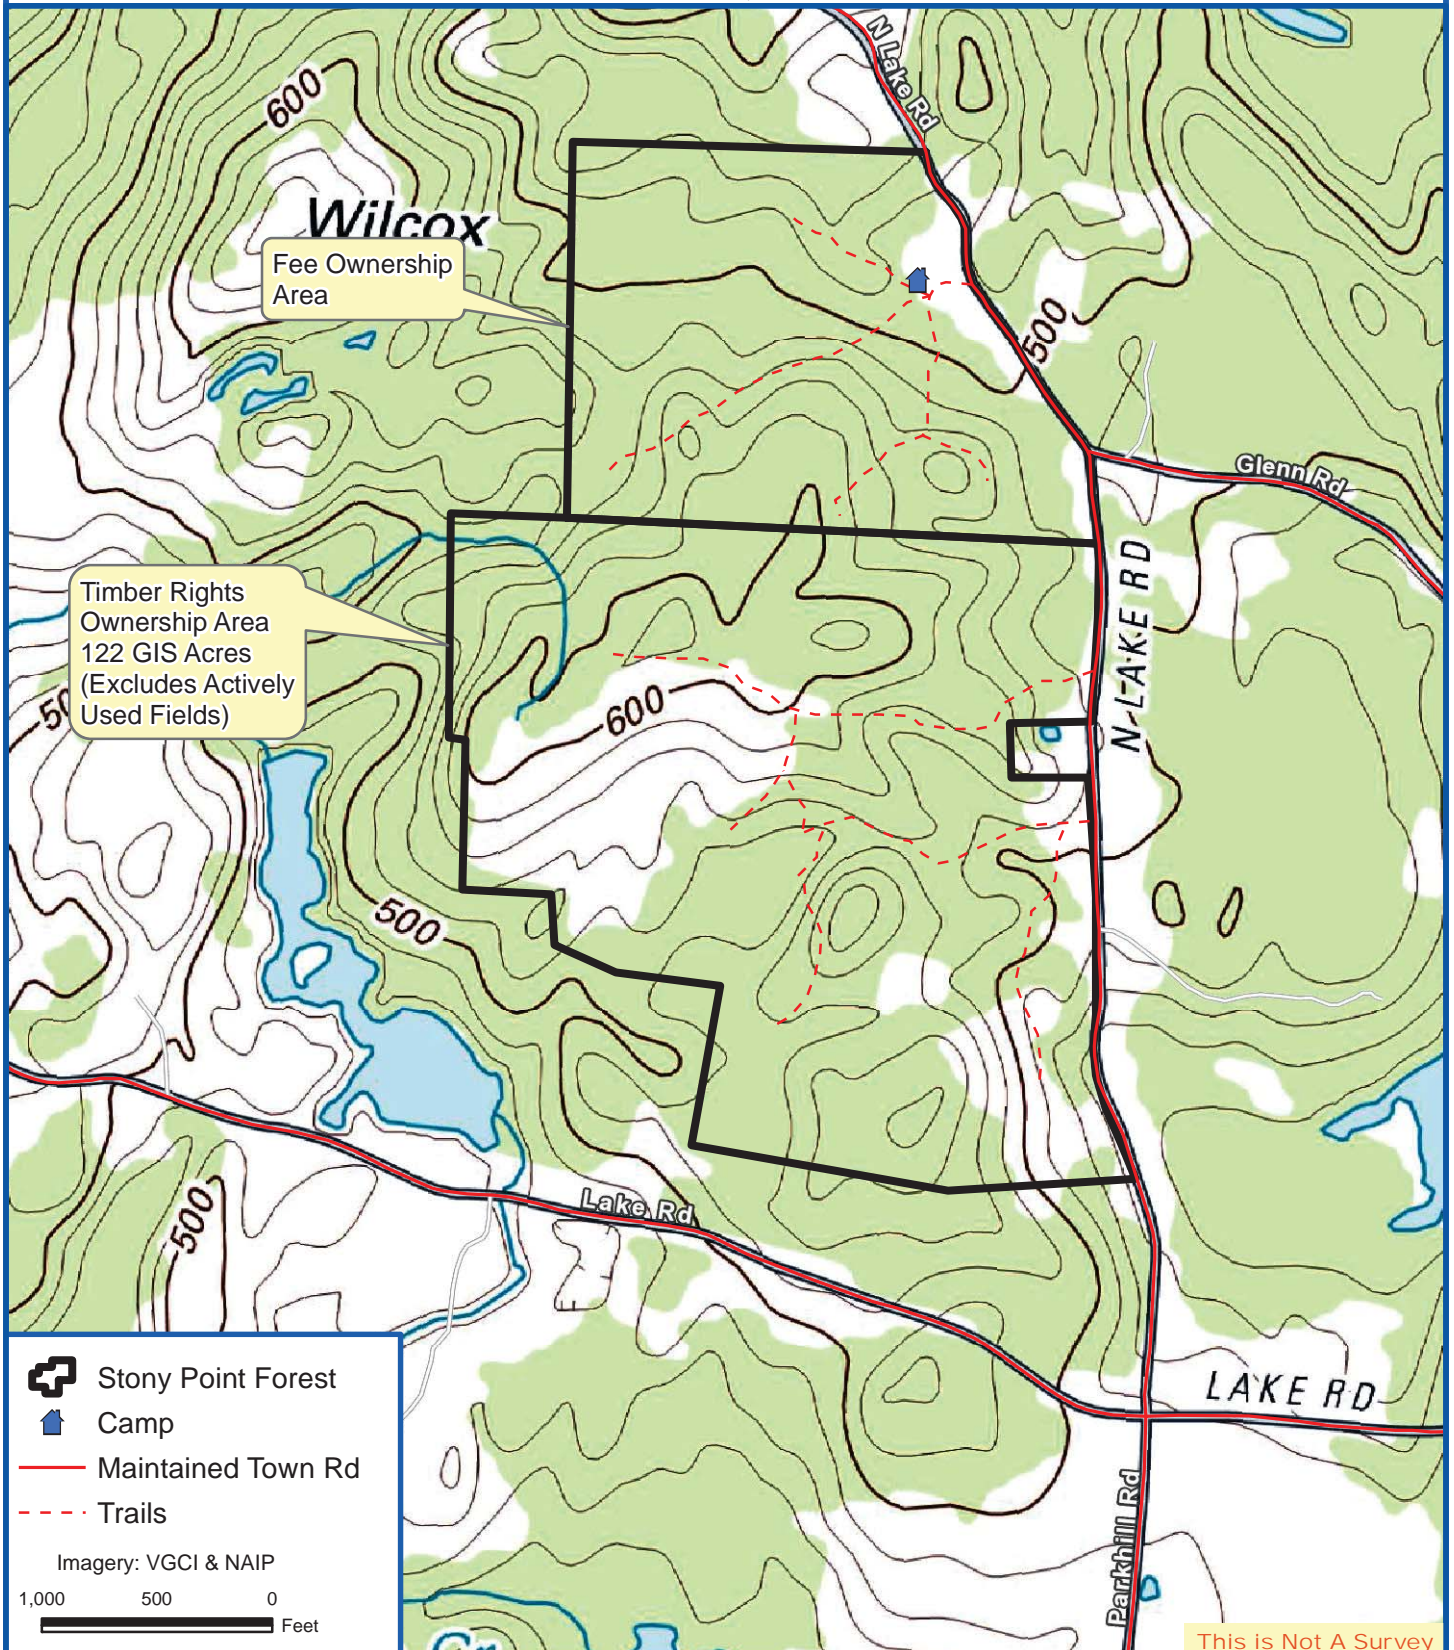 N Lake Rd
600
Wilcox
Fee Ownership
Area
500
Glenn Rd
N LAKE RD
Timber Rights
Ownership Area
122 GIS Acres
(Excludes Actively
Used Fields)
600
500
500
Lake Rd
LAKE RD
Parkhill Rd
Stony Point Forest
Camp
Maintained Town Rd
Trails
Imagery: VGCI & NAIP
1,000 500 0
Feet
This is Not A Survey